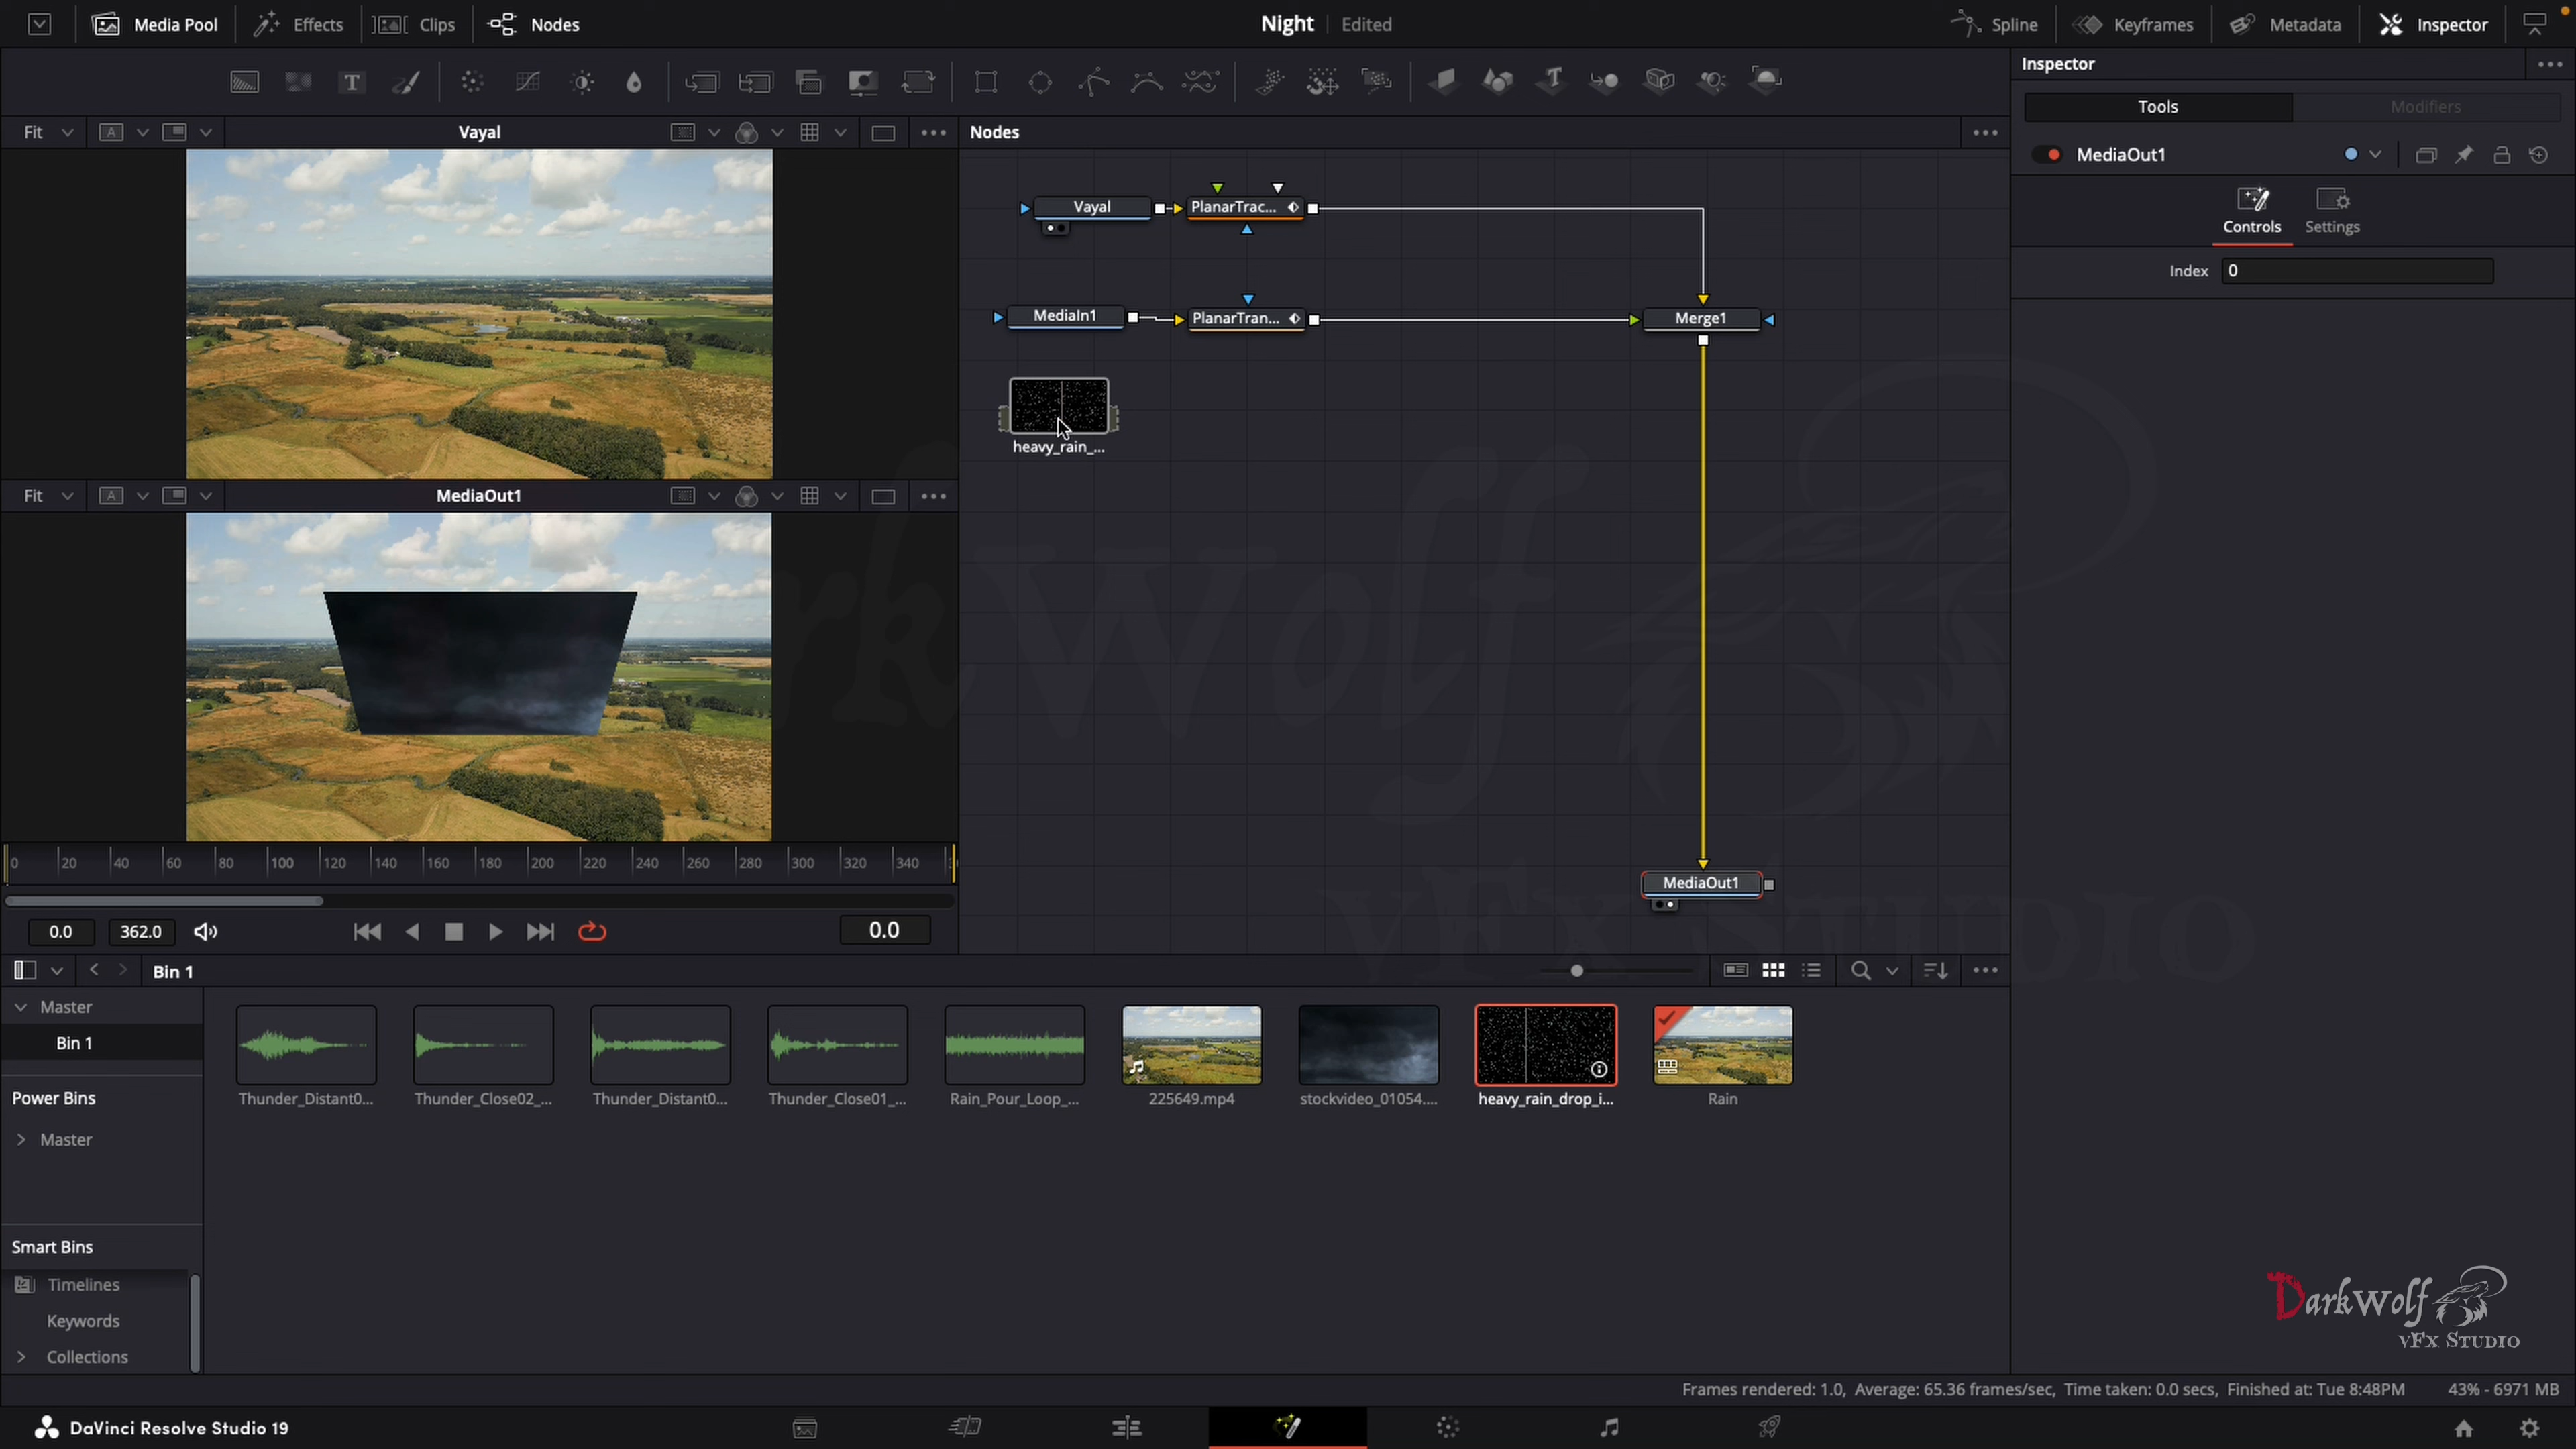 Media Pool
Effects
Clips
Nodes
Night
Edited
Spline
Keyframes
Metadata
Inspector
Inspector
Tools
Modifiers
Fit
A
Vayal
Nodes
MediaOut1
Controls
Settings
Index
0
Vayal
PlanarTrac...
MediaIn1
PlanarTran...
Merge1
heavy_rain_...
Fit
A
MediaOut1
0
20
40
60
80
100
120
140
160
180
200
220
240
260
280
300
320
340
MediaOut1
0.0
362.0
0.0
Bin 1
Master
Bin 1
Power Bins
Master
Smart Bins
Timelines
Keywords
Collections
Thunder_Distant0...
Thunder_Close02_...
Thunder_Distant0...
Thunder_Close01_...
Rain_Pour_Loop_...
225649.mp4
stockvideo_01054....
heavy_rain_drop_i...
Rain
DarkWolf
VFX STUDIO
DarkWolf
VFX STUDIO
Frames rendered: 1.0, Average: 65.36 frames/sec, Time taken: 0.0 secs, Finished at: Tue 8:48PM
43% - 6971 MB
DaVinci Resolve Studio 19